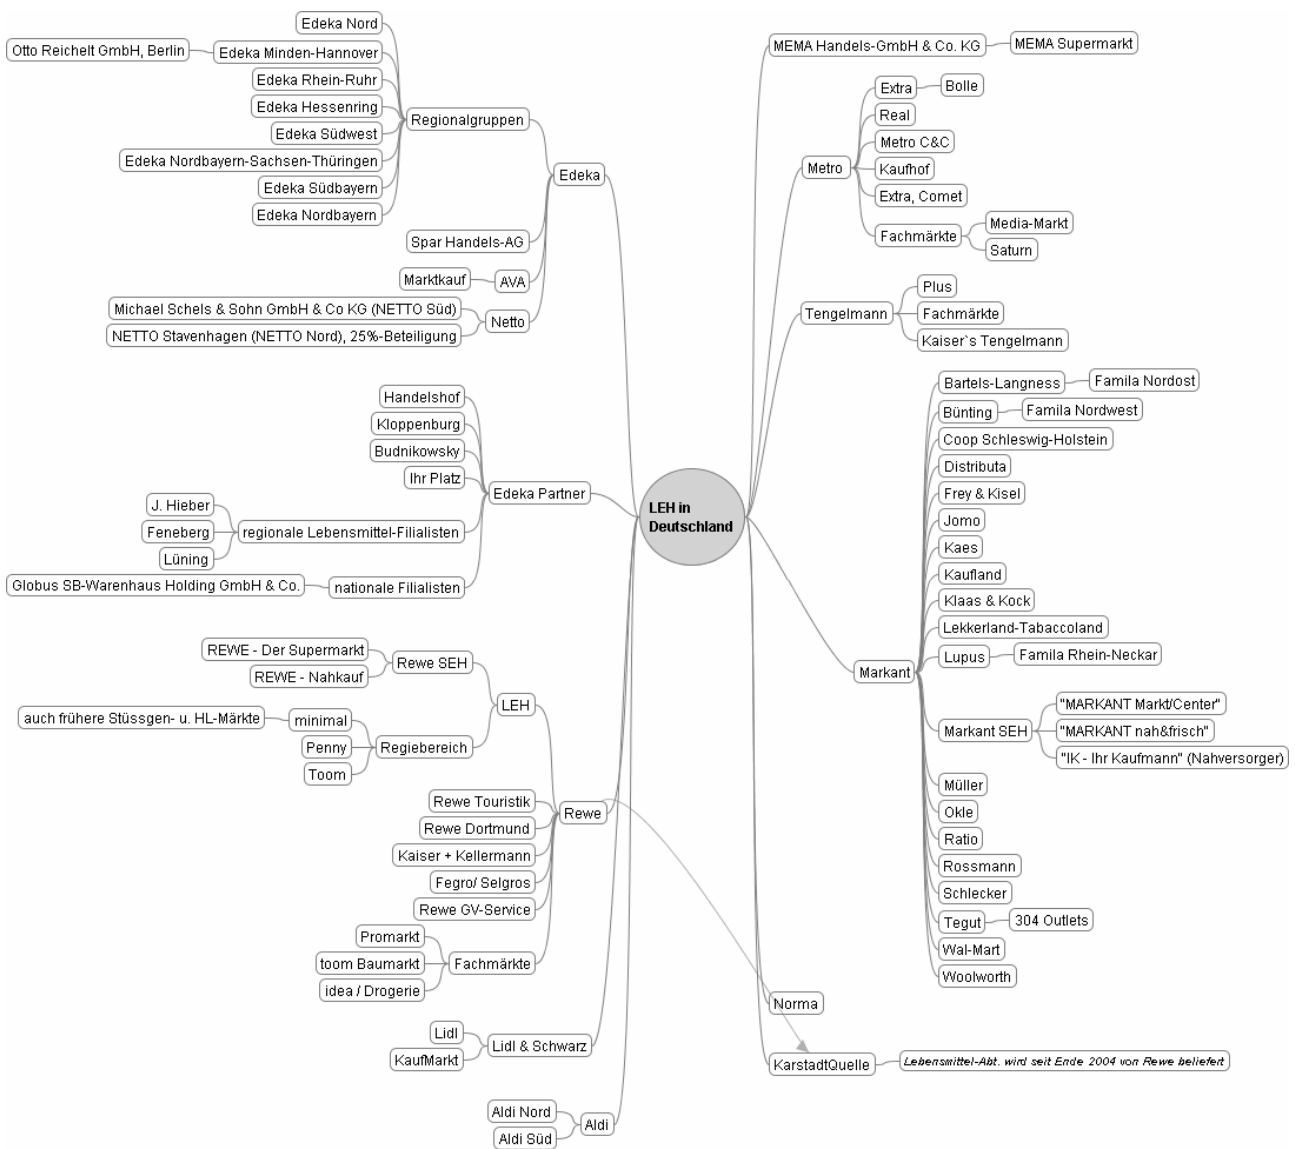 LEH in
Deutschland
Edeka
Regionalgruppen
Edeka Nord
Edeka Minden-Hannover
Otto Reichelt GmbH, Berlin
Edeka Rhein-Ruhr
Edeka Hessenring
Edeka Südwest
Edeka Nordbayern-Sachsen-Thüringen
Edeka Südbayern
Edeka Nordbayern
Spar Handels-AG
AVA
Marktkauf
Netto
Michael Schels & Sohn GmbH & Co KG (NETTO Süd)
NETTO Stavenhagen (NETTO Nord), 25%-Beteiligung
Edeka Partner
Handelshof
Kloppenburg
Budnikowsky
Ihr Platz
regionale Lebensmittel-Filialisten
J. Hieber
Feneberg
Lüning
nationale Filialisten
Globus SB-Warenhaus Holding GmbH & Co.
Rewe
LEH
Rewe SEH
REWE - Der Supermarkt
REWE - Nahkauf
Regiebereich
minimal
auch frühere Stüssgen- u. HL-Märkte
Penny
Toom
Rewe Touristik
Rewe Dortmund
Kaiser + Kellermann
Fegro/ Selgros
Rewe GV-Service
Fachmärkte
Promarkt
toom Baumarkt
idea / Drogerie
Lidl & Schwarz
Lidl
KaufMarkt
Aldi
Aldi Nord
Aldi Süd
MEMA Handels-GmbH & Co. KG
MEMA Supermarkt
Metro
Extra
Bolle
Real
Metro C&C
Kaufhof
Extra, Comet
Fachmärkte
Media-Markt
Saturn
Tengelmann
Plus
Fachmärkte
Kaiser`s Tengelmann
Markant
Bartels-Langness
Famila Nordost
Bünting
Famila Nordwest
Coop Schleswig-Holstein
Distributa
Frey & Kisel
Jomo
Kaes
Kaufland
Klaas & Kock
Lekkerland-Tabaccoland
Lupus
Famila Rhein-Neckar
Markant SEH
"MARKANT Markt/Center"
"MARKANT nah&frisch"
"IK - Ihr Kaufmann" (Nahversorger)
Müller
Okle
Ratio
Rossmann
Schlecker
Tegut
304 Outlets
Wal-Mart
Woolworth
Norma
KarstadtQuelle
Lebensmittel-Abt. wird seit Ende 2004 von Rewe beliefert